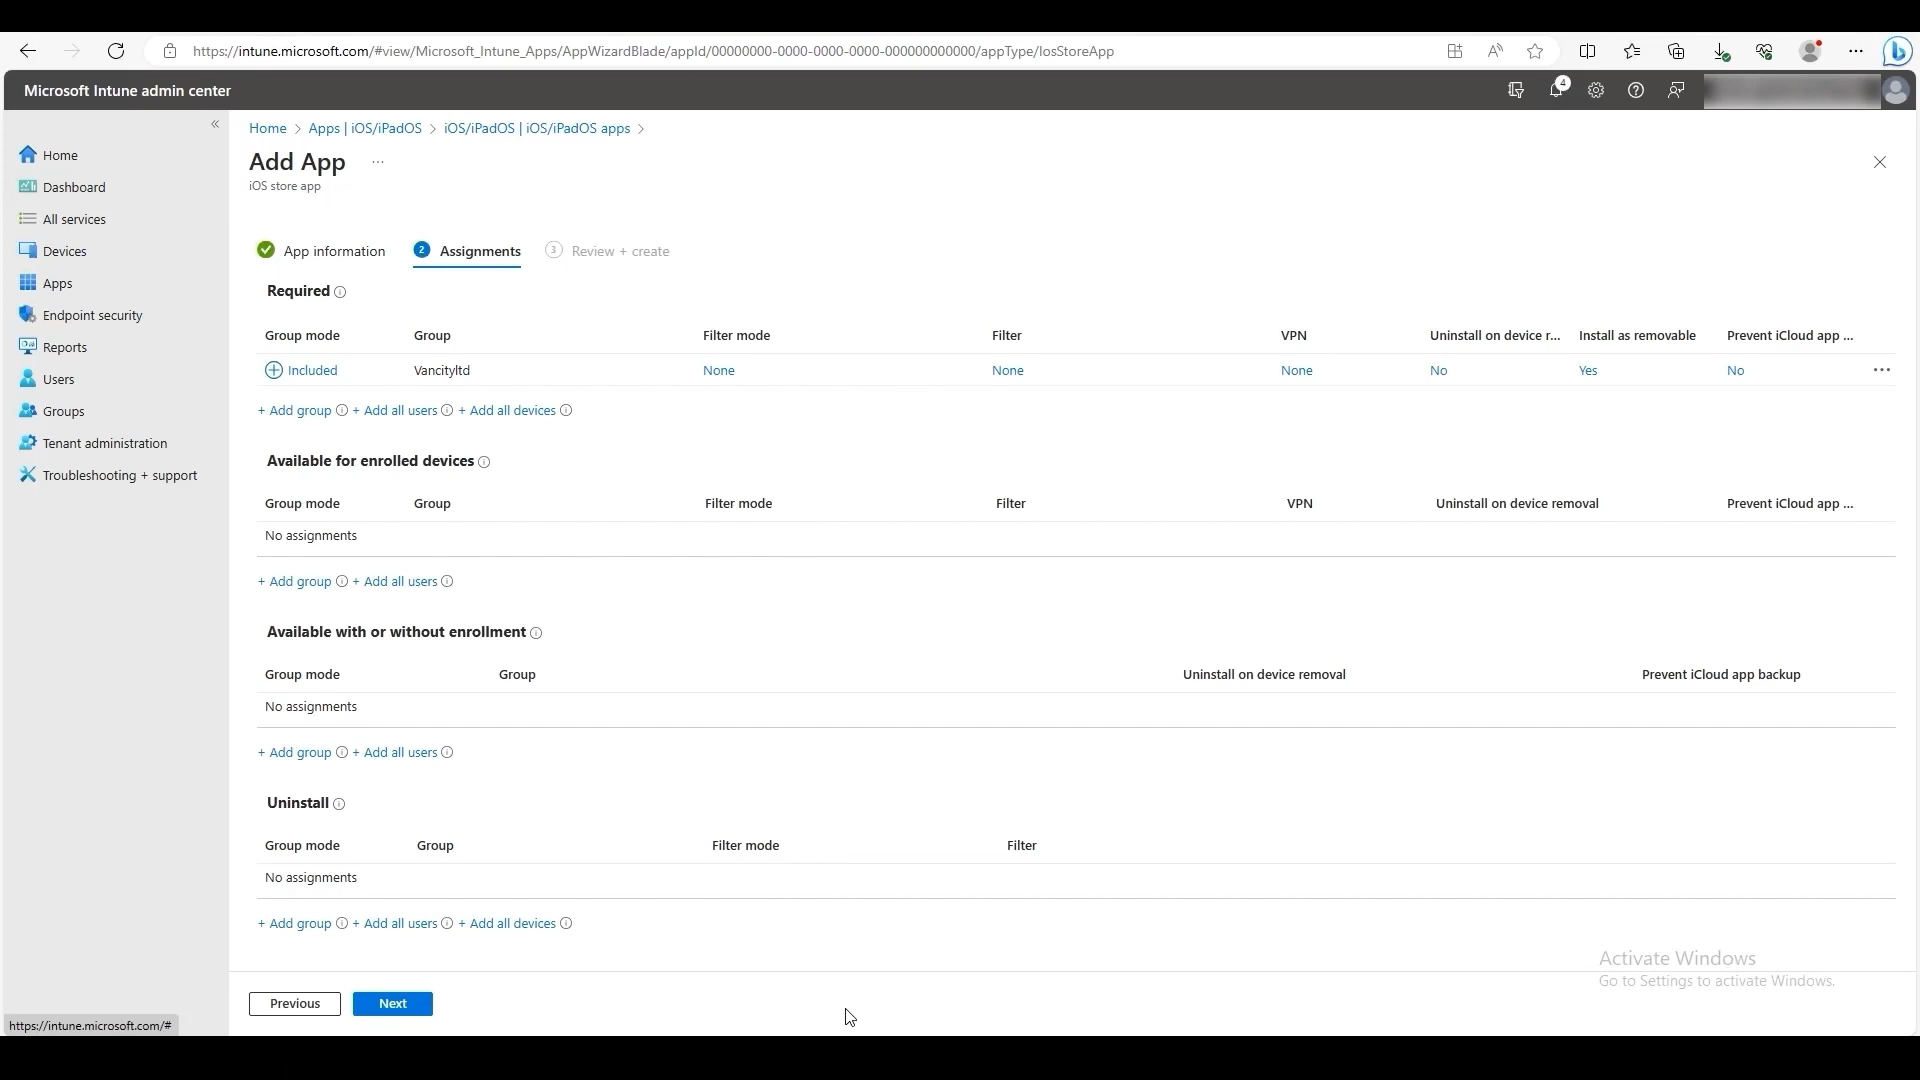 https://intune.microsoft.com/#view/Microsoft_Intune_Apps/AppWizardBlade/appId/00000000-0000-0000-0000-000000000000/appType/IosStoreApp
Microsoft Intune admin center
4
«
Home
Dashboard
All services
Devices
Apps
Endpoint security
Reports
Users
Groups
Tenant administration
Troubleshooting + support
Home > Apps | iOS/iPadOS > iOS/iPadOS | iOS/iPadOS apps >
Add App ...
iOS store app
App information 2 Assignments 3 Review + create
Required
Group mode Group Filter mode Filter VPN Uninstall on device r... Install as removable Prevent iCloud app ...
Included Vancityltd None None None No Yes No ...
+ Add group + Add all users + Add all devices
Available for enrolled devices
Group mode Group Filter mode Filter VPN Uninstall on device removal Prevent iCloud app ...
No assignments
+ Add group + Add all users
Available with or without enrollment
Group mode Group Uninstall on device removal Prevent iCloud app backup
No assignments
+ Add group + Add all users
Uninstall
Group mode Group Filter mode Filter
No assignments
+ Add group + Add all users + Add all devices
Activate Windows
Go to Settings to activate Windows.
Previous Next
https://intune.microsoft.com/#